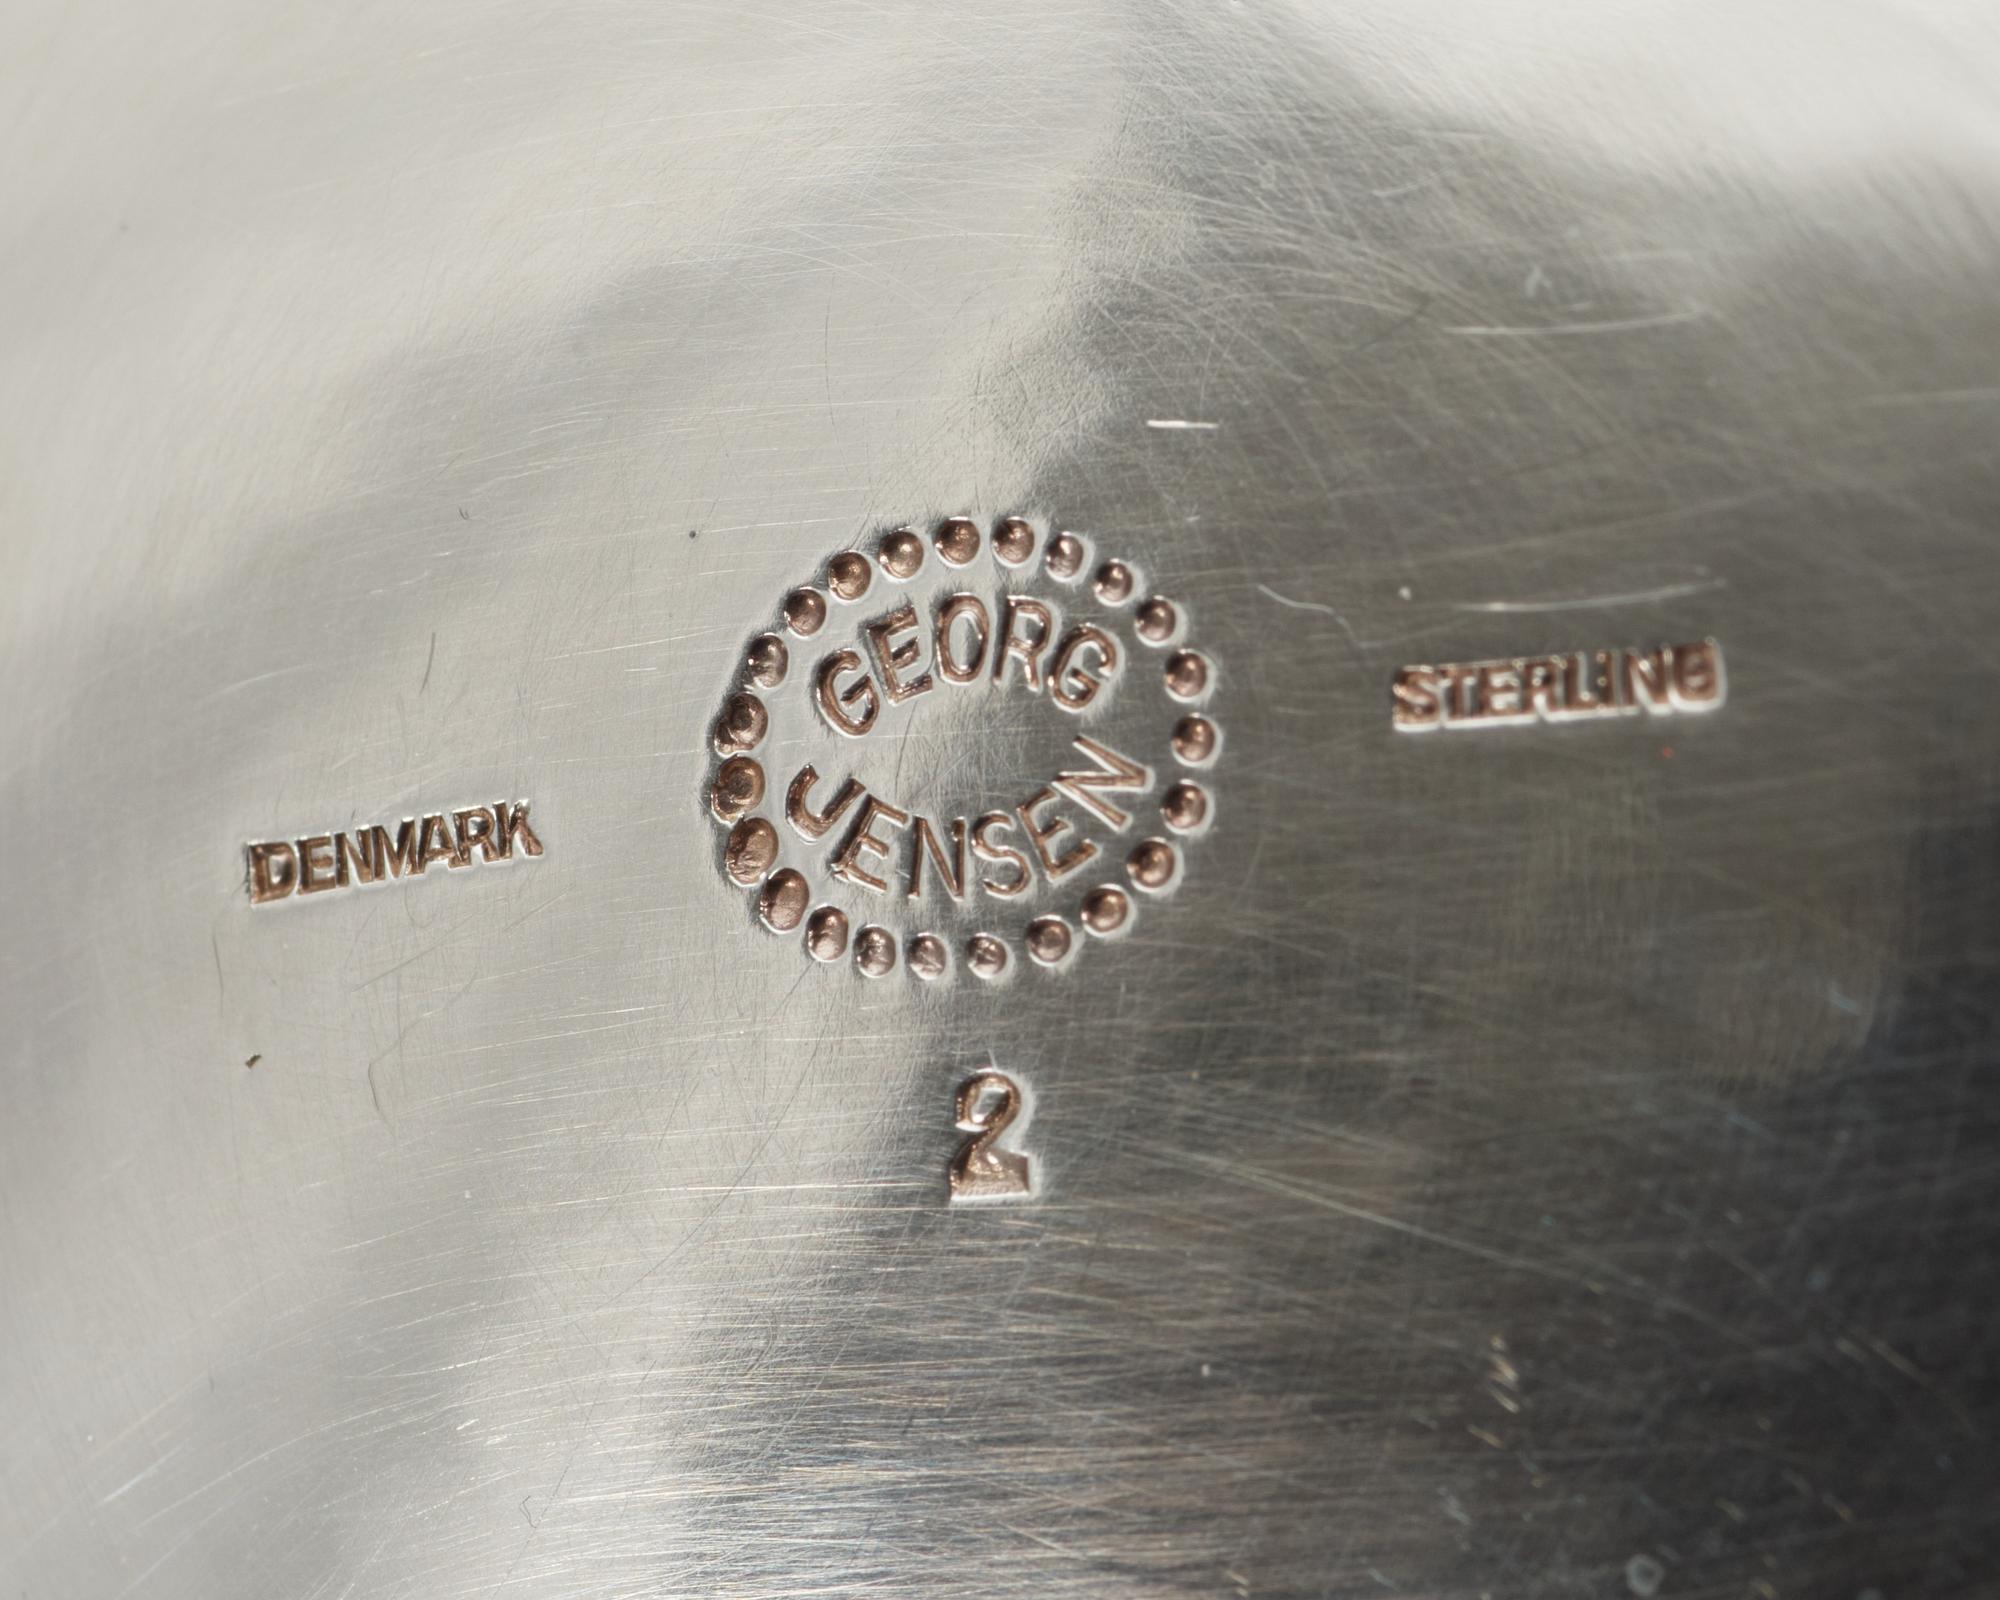 GEORG
JENSEN
DENMARK
STERLING
2